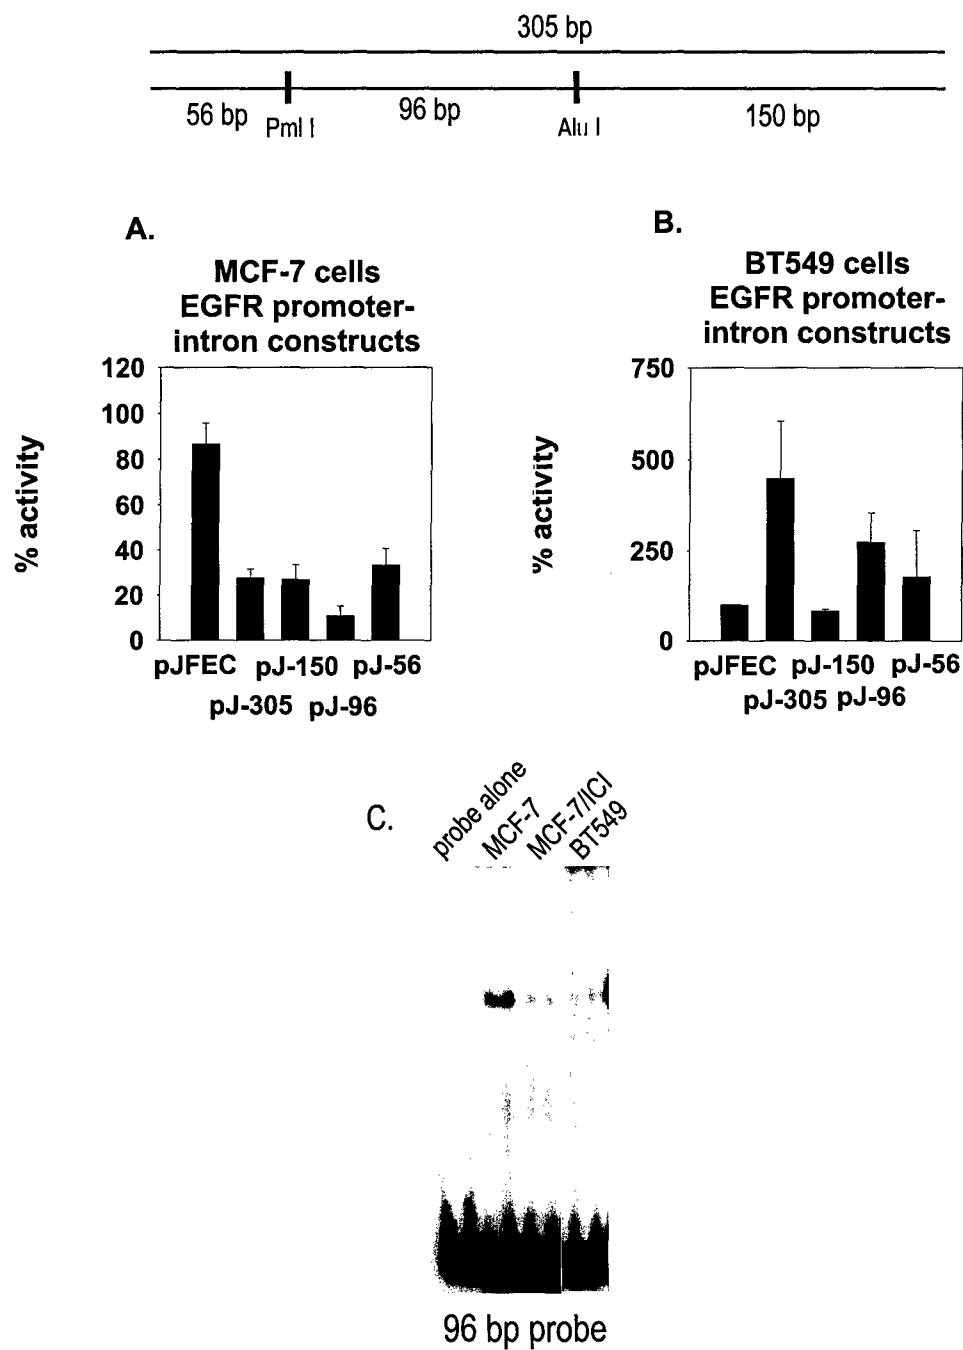 305 bp
56 bp
Pml I
96 bp
Alu I
150 bp
A.
MCF-7 cells
EGFR promoter-
intron constructs
120
100
80
60
40
20
0
% activity
pJFEC pJ-150 pJ-56
pJ-305 pJ-96
B.
BT549 cells
EGFR promoter-
intron constructs
750
500
250
0
% activity
pJFEC pJ-150 pJ-56
pJ-305 pJ-96
C.
probe alone
MCF-7
MCF-7/ICI
BT549
96 bp probe